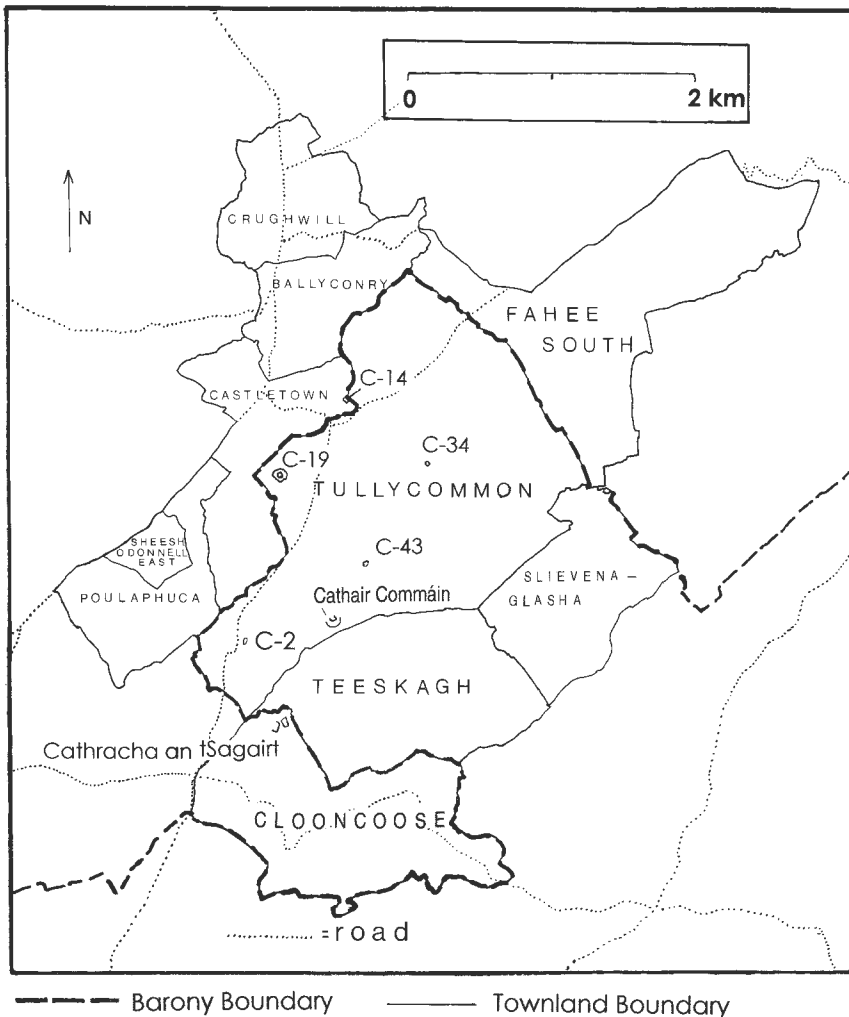 0 2 km
N
CRUGHWILL
BALLYCONRY
FAHEE
SOUTH
C-14
CASTLETOWN
C-34
C-19
TULLYCOMMON
SHEESH
ODONNELL
EAST
C-43
SLIEVENA-
GLASHA
POULAPHUCA
Cathair Commáin
C-2
TEESKAGH
Cathracha an tSagairt
CLOONCOOSE
=road
Barony Boundary Townland Boundary